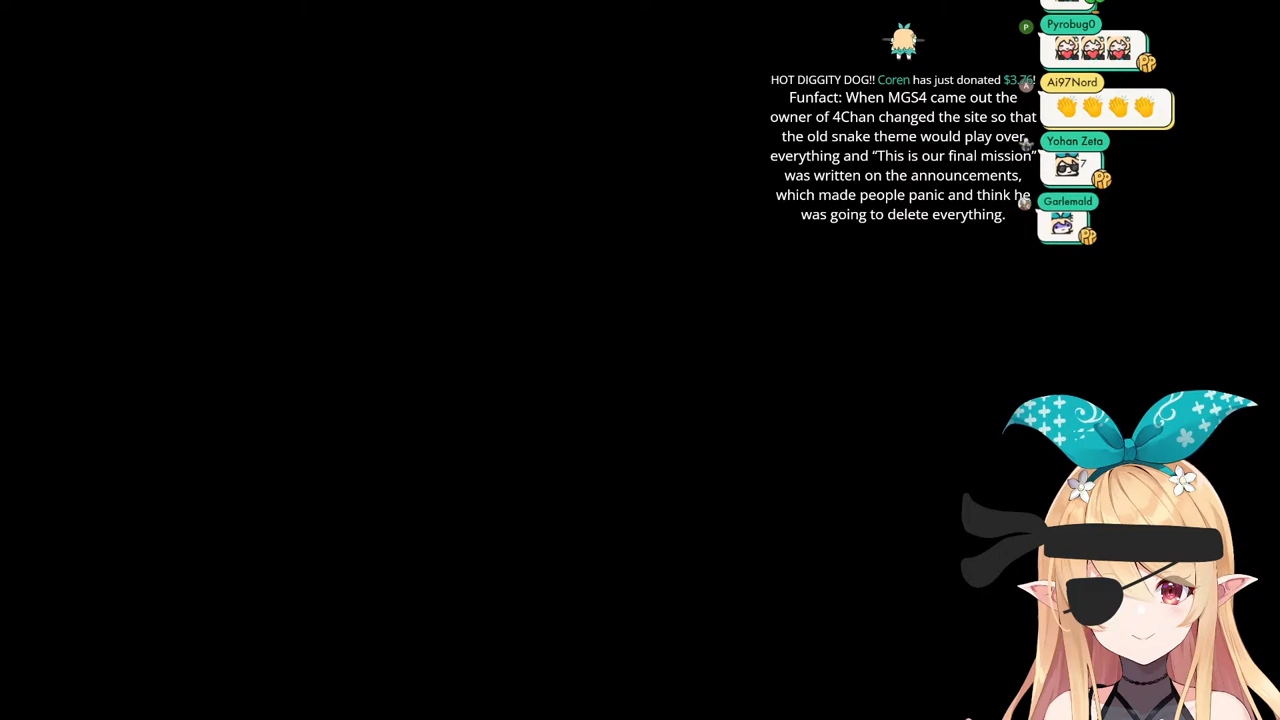 Pyrobug0
HOT DIGGITY DOG!! Coren has just donated $3.76!
Funfact: When MGS4 came out the
owner of 4Chan changed the site so that
the old snake theme would play over
everything and “This is our final mission”
was written on the announcements,
which made people panic and think he
was going to delete everything.
Ai97Nord
Yohan Zeta
7
Garlemald